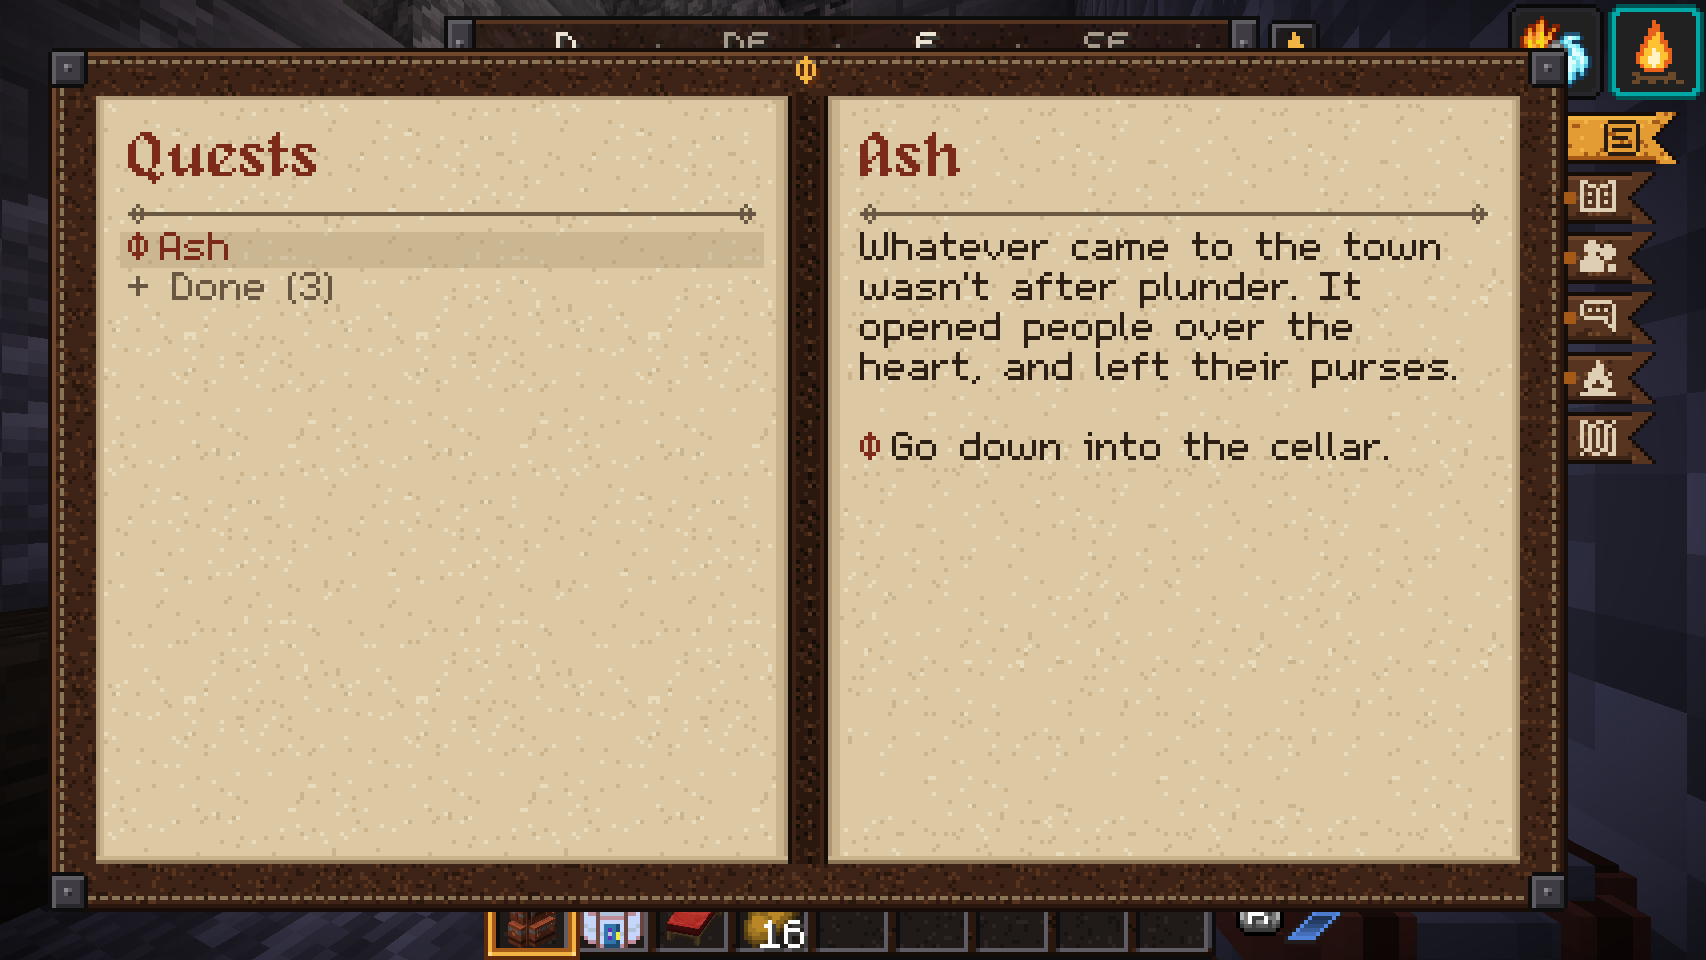 Quests
Ash
+ Done (3)
Ash
Whatever came to the town
wasn't after plunder. It
opened people over the
heart, and left their purses.
Go down into the cellar.
16